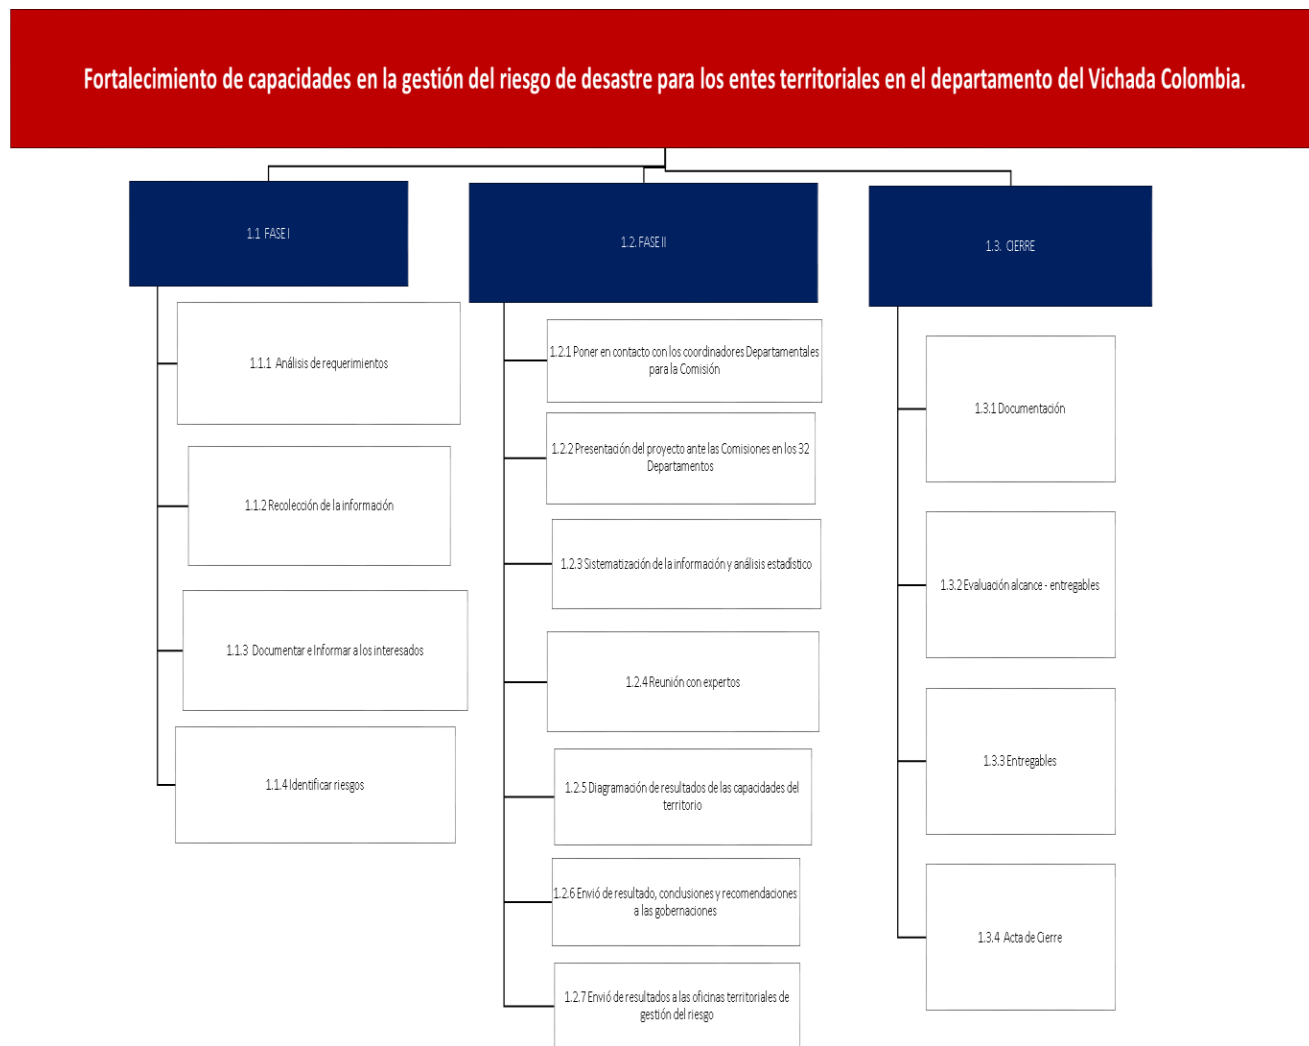 Fortalecimiento de capacidades en la gestión del riesgo de desastre para los entes territoriales en el departamento del Vichada Colombia.
1.1 FASE I
1.1.1 Análisis de requerimientos
1.1.2 Recolección de la información
1.1.3 Documentar e Informar a los interesados
1.1.4 Identificar riesgos
1.2. FASE II
1.2.1 Poner en contacto con los coordinadores Departamentales
para la Comisión
1.2.2 Presentación del proyecto ante las Comisiones en los 32
Departamentos
1.2.3 Sistematización de la información y análisis estadístico
1.2.4 Reunión con expertos
1.2.5 Diagramación de resultados de las capacidades del
territorio
1.2.6 Envió de resultado, conclusiones y recomendaciones
a las gobernaciones
1.2.7 Envió de resultados a las oficinas territoriales de
gestión del riesgo
1.3. CIERRE
1.3.1 Documentación
1.3.2 Evaluación alcance - entregables
1.3.3 Entregables
1.3.4 Acta de Cierre